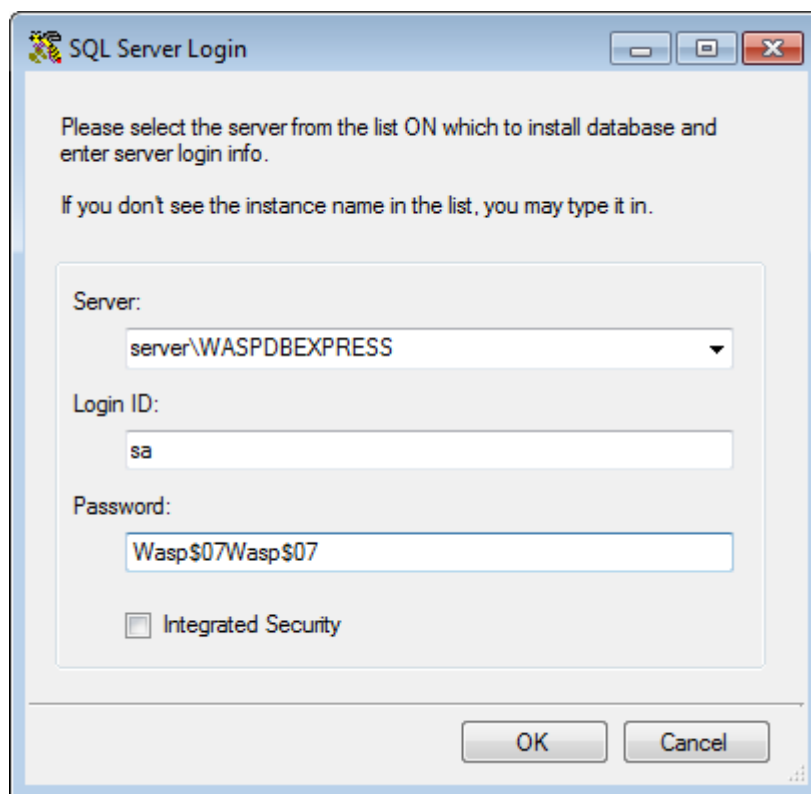 SQL Server Login
Please select the server from the list ON which to install database and
enter server login info.
If you don't see the instance name in the list, you may type it in.
Server:
server\WASPDBEXPRESS
Login ID:
sa
Password:
Wasp$07Wasp$07
Integrated Security
OK Cancel